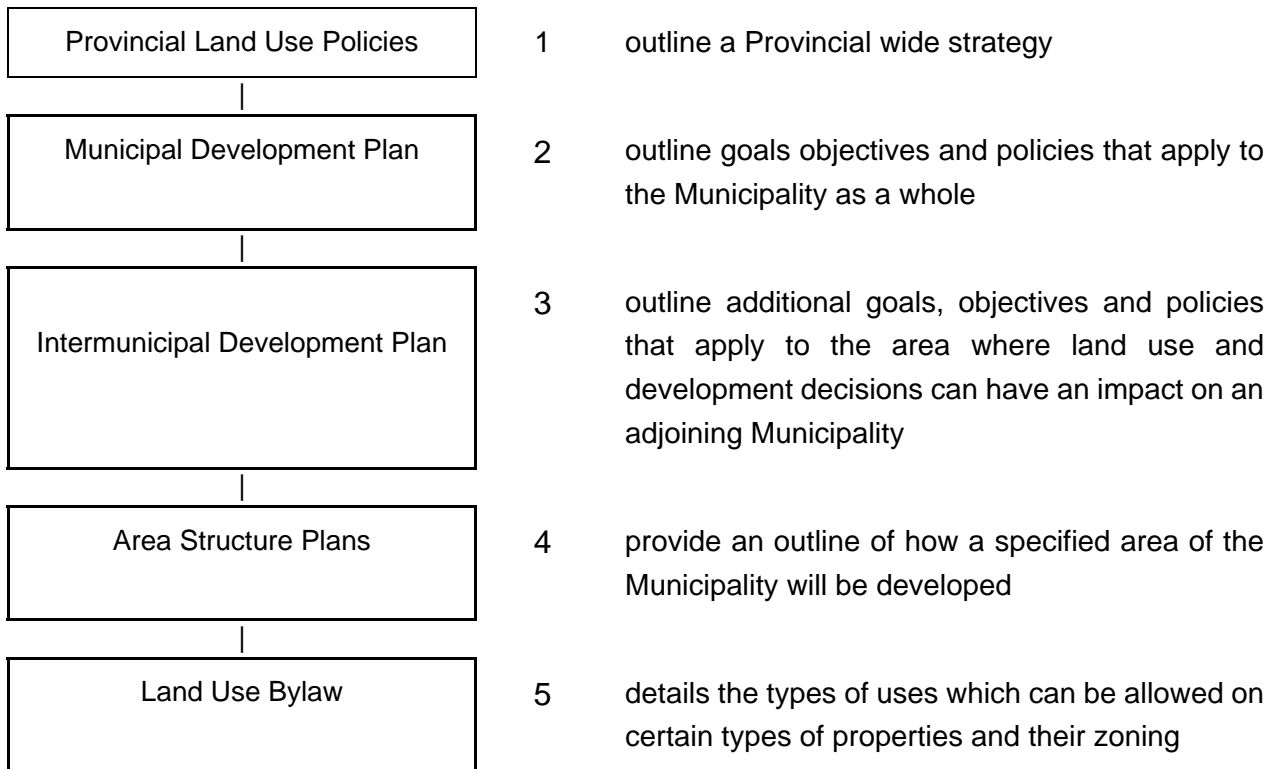 Provincial Land Use Policies 1 outline a Provincial wide strategy
Municipal Development Plan 2 outline goals objectives and policies that apply to
the Municipality as a whole
Intermunicipal Development Plan 3 outline additional goals, objectives and policies
that apply to the area where land use and
development decisions can have an impact on an
adjoining Municipality
Area Structure Plans 4 provide an outline of how a specified area of the
Municipality will be developed
Land Use Bylaw 5 details the types of uses which can be allowed on
certain types of properties and their zoning